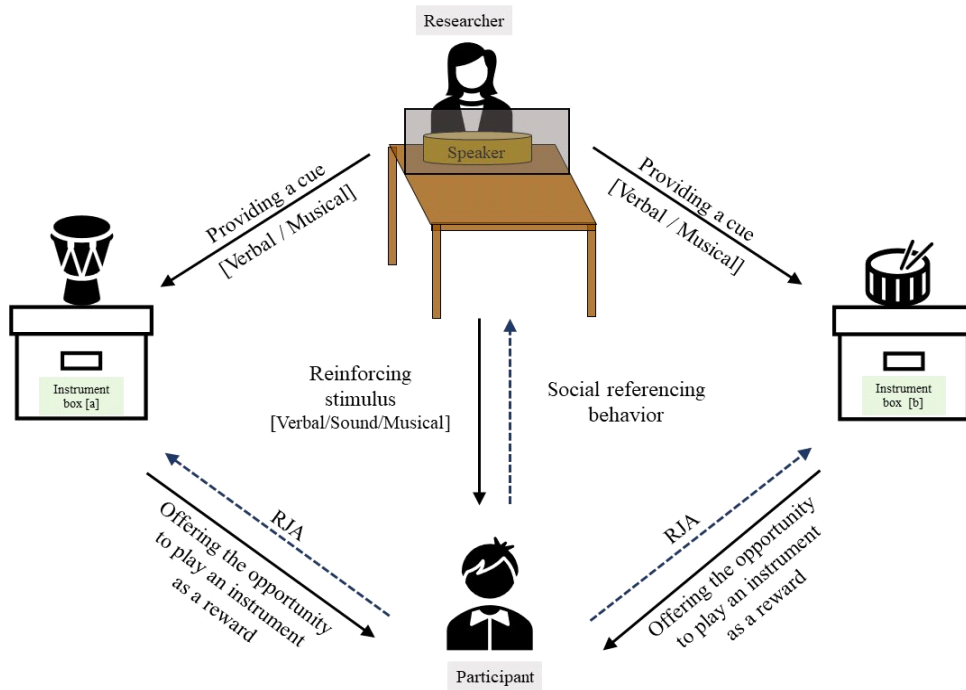 Researcher
Speaker
Providing a cue
[Verbal / Musical]
Providing a cue
[Verbal / Musical]
Instrument
box [a]
Instrument
box [b]
Reinforcing
stimulus
[Verbal/Sound/Musical]
Social referencing
behavior
RJA
Offering the opportunity
to play an instrument
as a reward
RJA
Offering the opportunity
to play an instrument
as a reward
Participant